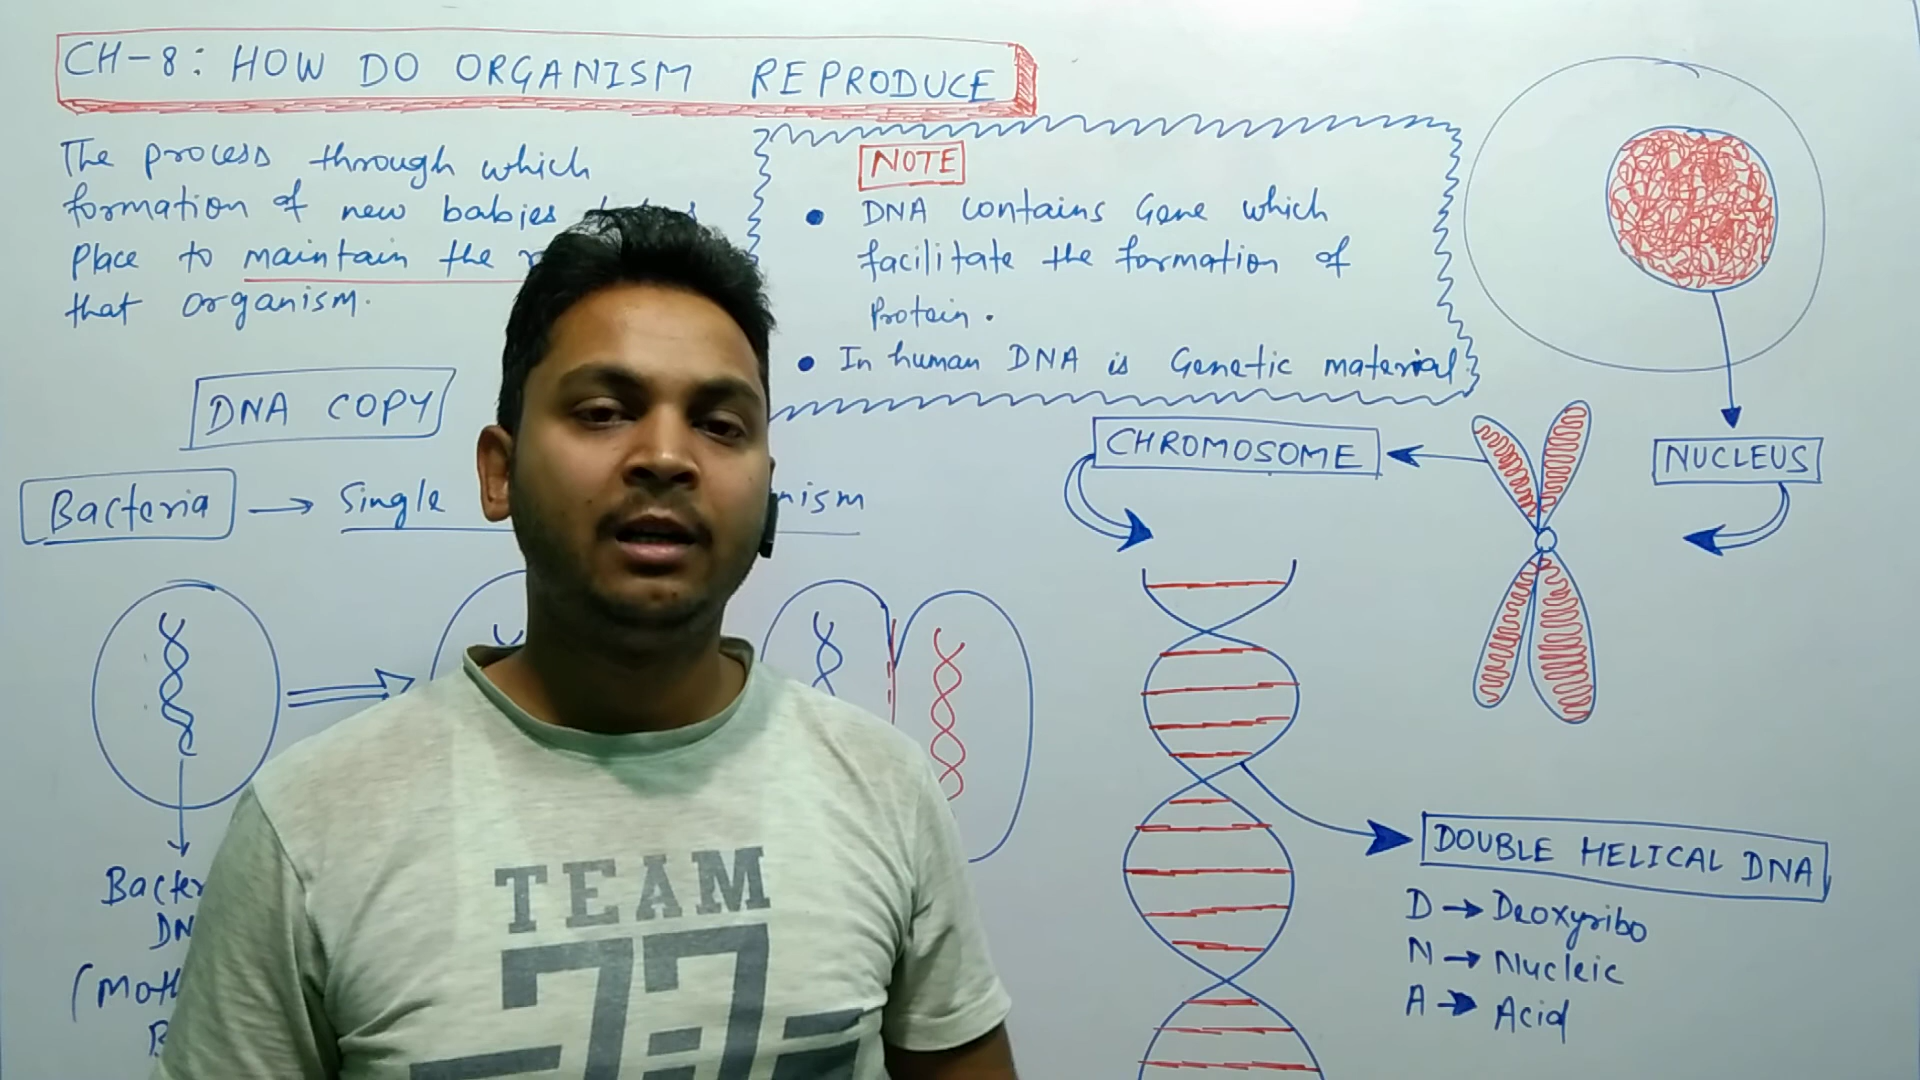 CH-8: HOW DO ORGANISM REPRODUCE
The process through which
formation of new babies
place to maintain the
that organism.
NOTE
• DNA contains Gene which
facilitate the formation of
Protein.
• In human DNA is Genetic material
DNA COPY
Bacteria → Single
CHROMOSOME
NUCLEUS
DOUBLE HELICAL DNA
D → Deoxyribo
N → Nucleic
A → Acid
TEAM
77